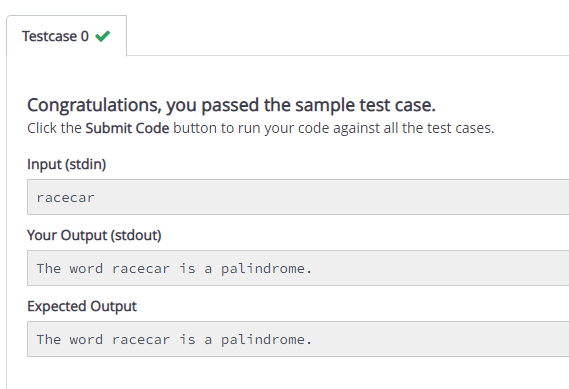 Testcase 0
Congratulations, you passed the sample test case.
Click the Submit Code button to run your code against all the test cases.
Input (stdin)
racecar
Your Output (stdout)
The word racecar is a palindrome.
Expected Output
The word racecar is a palindrome.